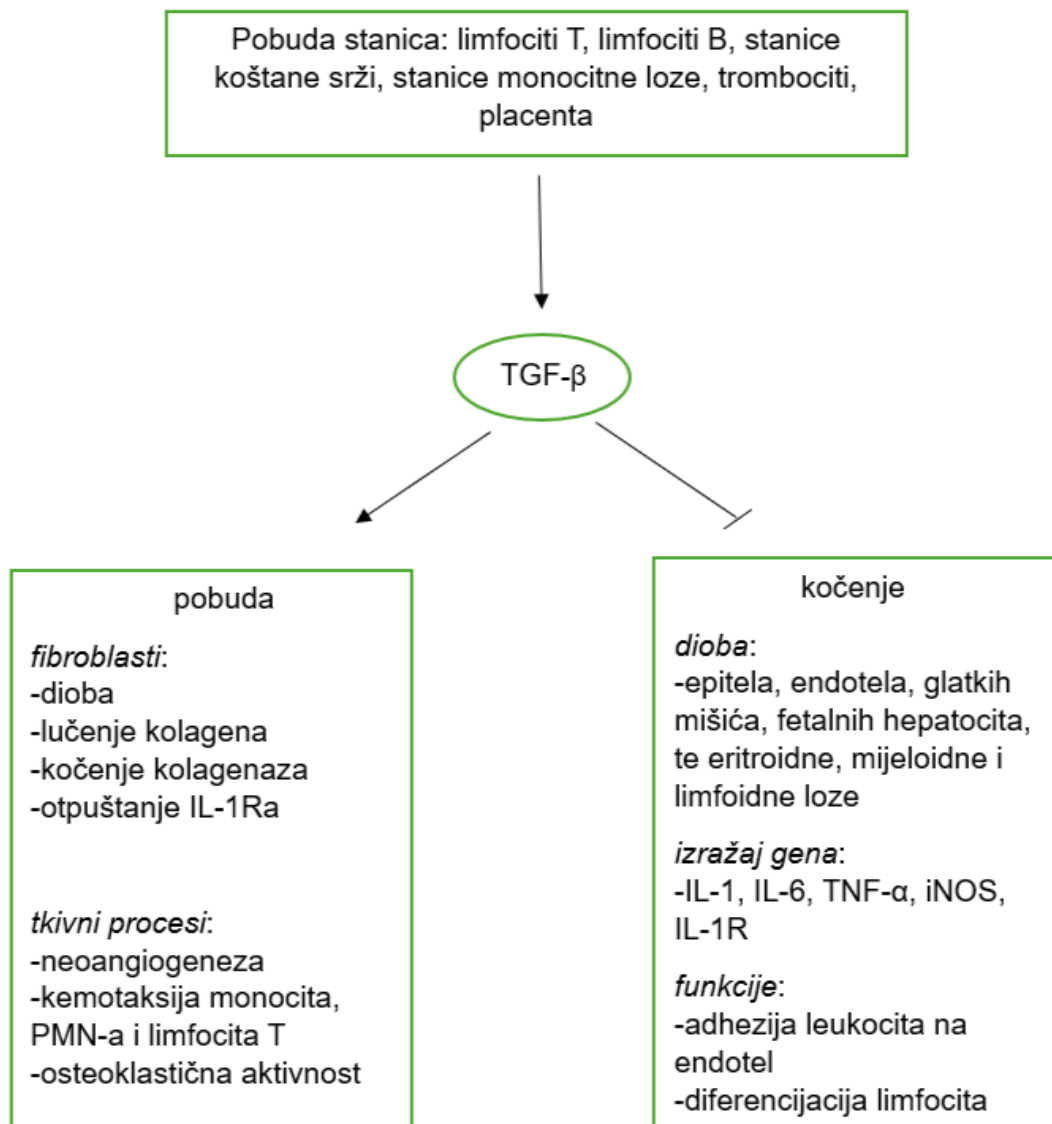 Pobuda stanica: limfociti T, limfociti B, stanice
koštane srži, stanice monocitne loze, trombociti,
placenta
TGF-β
pobuda
fibroblasti:
-dioba
-lučenje kolagena
-kočenje kolagenaza
-otpuštanje IL-1Ra
tkivni procesi:
-neoangiogeneza
-kemotaksija monocita,
PMN-a i limfocita T
-osteoklastična aktivnost
kočenje
dioba:
-epitela, endotela, glatkih
mišića, fetalnih hepatocita,
te eritroidne, mijeloidne i
limfoidne loze
izražaj gena:
-IL-1, IL-6, TNF-α, iNOS,
IL-1R
funkcije:
-adhezija leukocita na
endotel
-diferencijacija limfocita